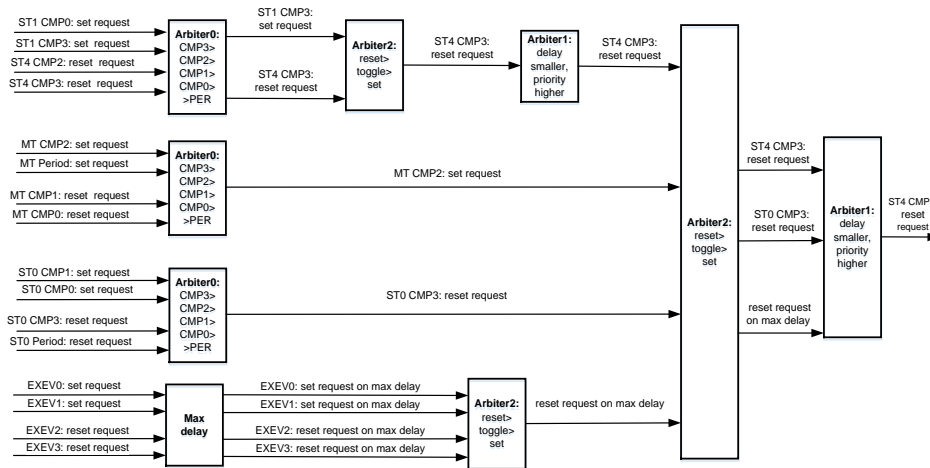 ST1 CMP0: set request
ST1 CMP3: set request
ST4 CMP2: reset request
ST4 CMP3: reset request
Arbiter0:
CMP3>
CMP2>
CMP1>
CMP0>
>PER
ST1 CMP3:
set request
ST4 CMP3:
reset request
Arbiter2:
reset>
toggle>
set
ST4 CMP3:
reset request
Arbiter1:
delay
smaller,
priority
higher
ST4 CMP3:
reset request
MT CMP2: set request
MT Period: set request
MT CMP1: reset request
MT CMP0: reset request
Arbiter0:
CMP3>
CMP2>
CMP1>
CMP0>
>PER
MT CMP2: set request
ST0 CMP1: set request
ST0 CMP0: set request
ST0 CMP3: reset request
ST0 Period: reset request
Arbiter0:
CMP3>
CMP2>
CMP1>
CMP0>
>PER
ST0 CMP3: reset request
EXEV0: set request
EXEV1: set request
EXEV2: reset request
EXEV3: reset request
Max
delay
EXEV0: set request on max delay
EXEV1: set request on max delay
EXEV2: reset request on max delay
EXEV3: reset request on max delay
Arbiter2:
reset>
toggle>
set
reset request on max delay
Arbiter2:
reset>
toggle>
set
ST4 CMP3:
reset request
ST0 CMP3:
reset request
reset request
on max delay
Arbiter1:
delay
smaller,
priority
higher
ST4 CMP
reset
request